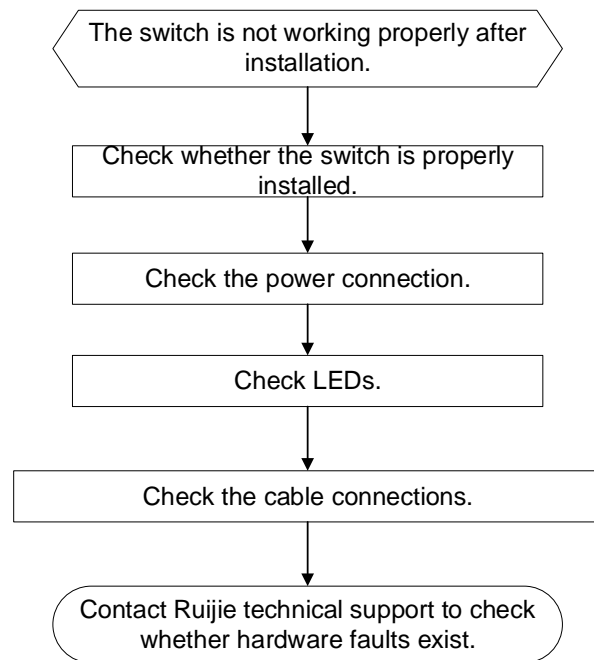 The switch is not working properly after
installation.
Check whether the switch is properly
installed.
Check the power connection.
Check LEDs.
Check the cable connections.
Contact Ruijie technical support to check
whether hardware faults exist.